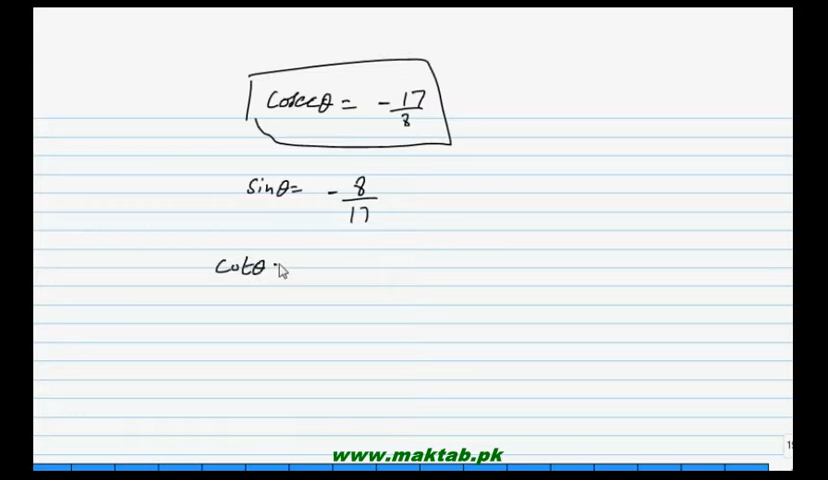 Cosecθ = - 17/8
Sinθ = - 8/17
Cotθ
www.maktab.pk